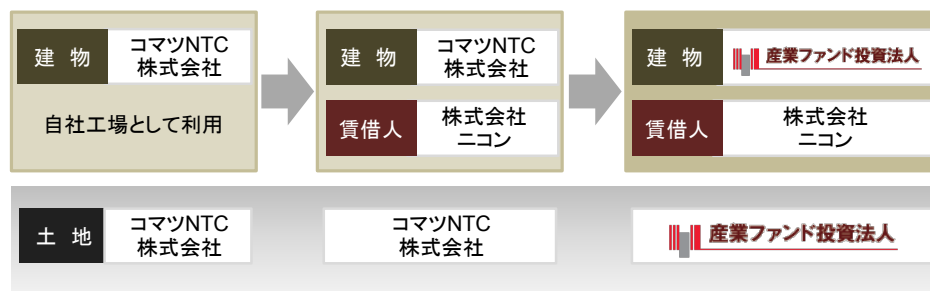 建 物
コマツNTC
株式会社
自社工場として利用
建 物
コマツNTC
株式会社
賃借人
株式会社
ニコン
建 物
産業ファンド投資法人
賃借人
株式会社
ニコン
土 地
コマツNTC
株式会社
コマツNTC
株式会社
産業ファンド投資法人